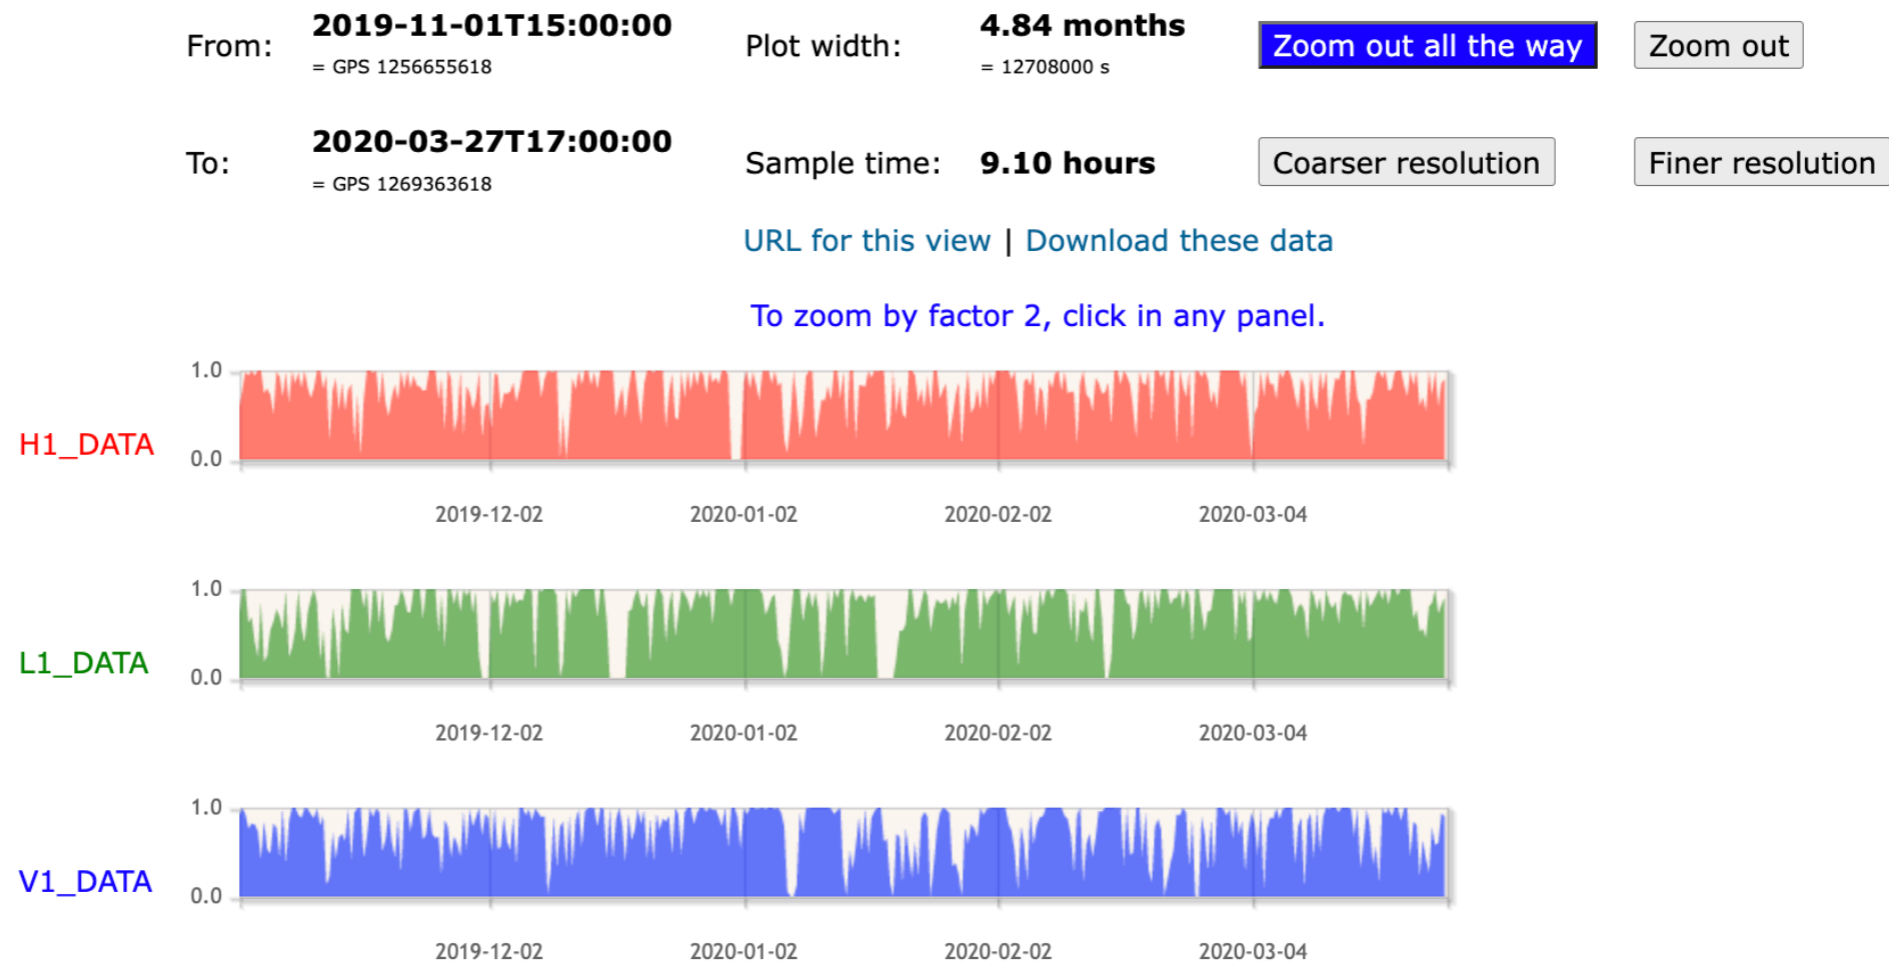 From: 2019-11-01T15:00:00 Plot width: 4.84 months Zoom out all the way Zoom out
= GPS 1256655618 = 12708000 s
To: 2020-03-27T17:00:00 Sample time: 9.10 hours Coarser resolution Finer resolution
= GPS 1269363618
URL for this view | Download these data
To zoom by factor 2, click in any panel.
1.0
H1_DATA
0.0
2019-12-02 2020-01-02 2020-02-02 2020-03-04
1.0
L1_DATA
0.0
2019-12-02 2020-01-02 2020-02-02 2020-03-04
1.0
V1_DATA
0.0
2019-12-02 2020-01-02 2020-02-02 2020-03-04